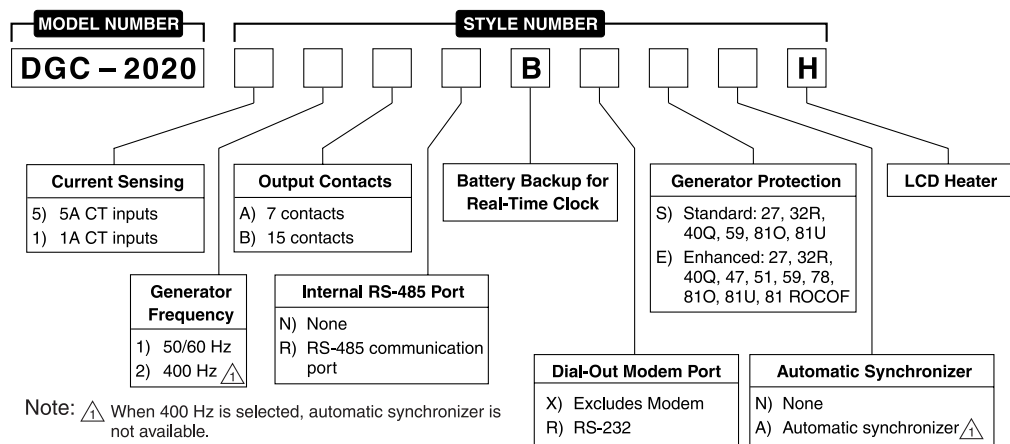 MODEL NUMBER
STYLE NUMBER
DGC – 2020
B
H
Current Sensing
5) 5A CT inputs
1) 1A CT inputs
Output Contacts
A) 7 contacts
B) 15 contacts
Battery Backup for
Real-Time Clock
Generator Protection
S) Standard: 27, 32R,
40Q, 59, 81O, 81U
E) Enhanced: 27, 32R,
40Q, 47, 51, 59, 78,
81O, 81U, 81 ROCOF
LCD Heater
Generator
Frequency
1) 50/60 Hz
2) 400 Hz 1
Internal RS-485 Port
N) None
R) RS-485 communication
port
Dial-Out Modem Port
X) Excludes Modem
R) RS-232
Automatic Synchronizer
N) None
A) Automatic synchronizer 1
Note: 1 When 400 Hz is selected, automatic synchronizer is
not available.